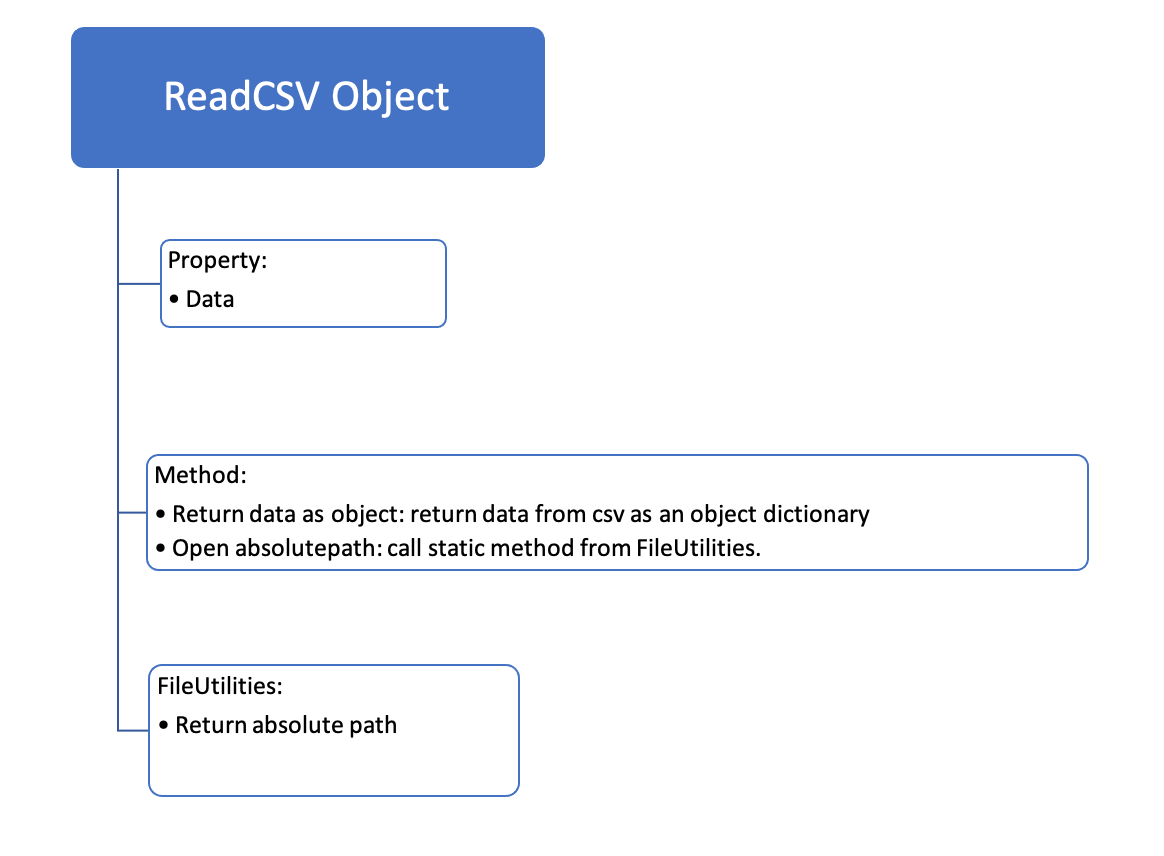 ReadCSV Object
Property:
• Data
Method:
• Return data as object: return data from csv as an object dictionary
• Open absolutepath: call static method from FileUtilities.
FileUtilities:
• Return absolute path